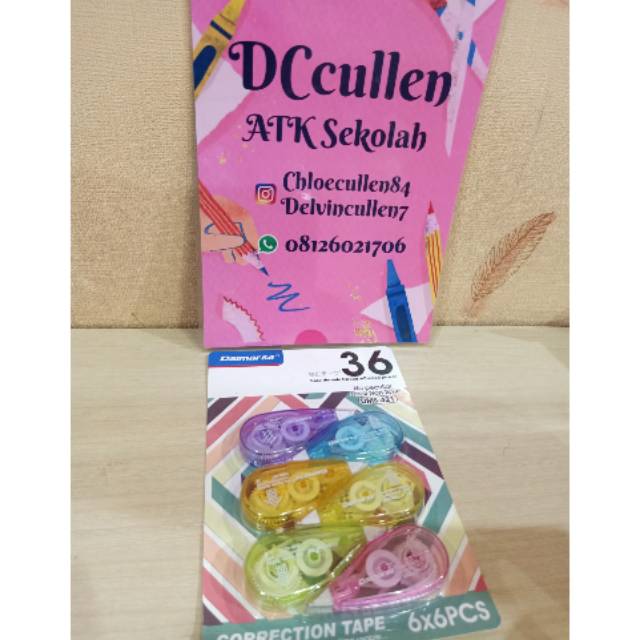 DCcullen
ATK Sekolah
Chloecullen84
Delvincullen7
08126021706
36
CORRECTION TAPE 6X6PCS